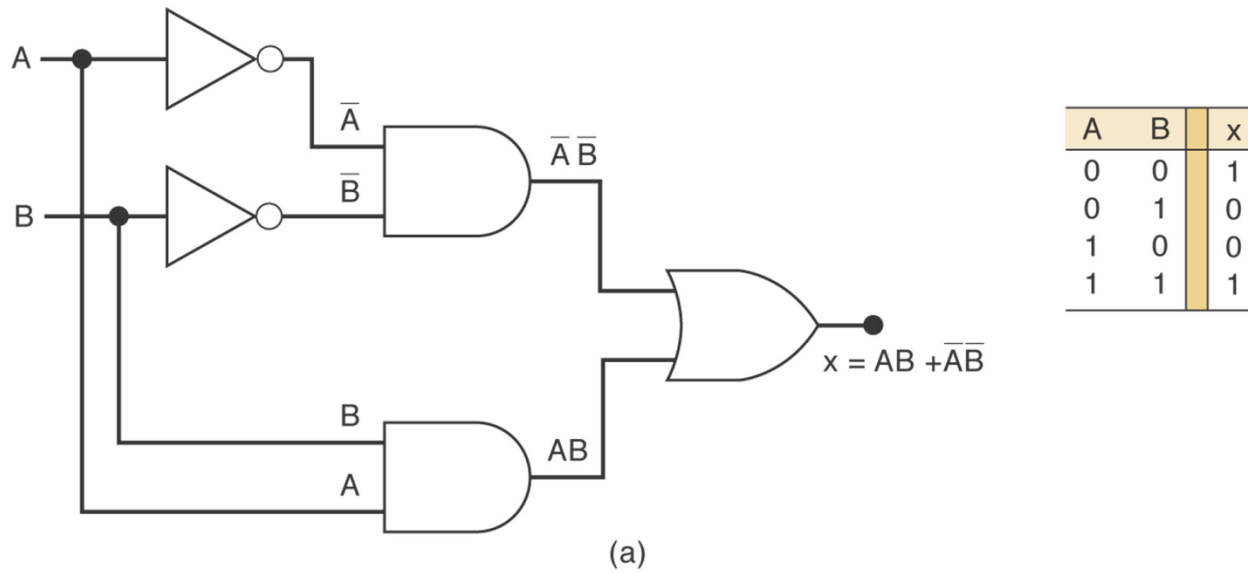 A
A̅
A̅ B̅
B̅
B
B
AB
A
x = AB +A̅B̅
(a)
A B x
0 0 1
0 1 0
1 0 0
1 1 1